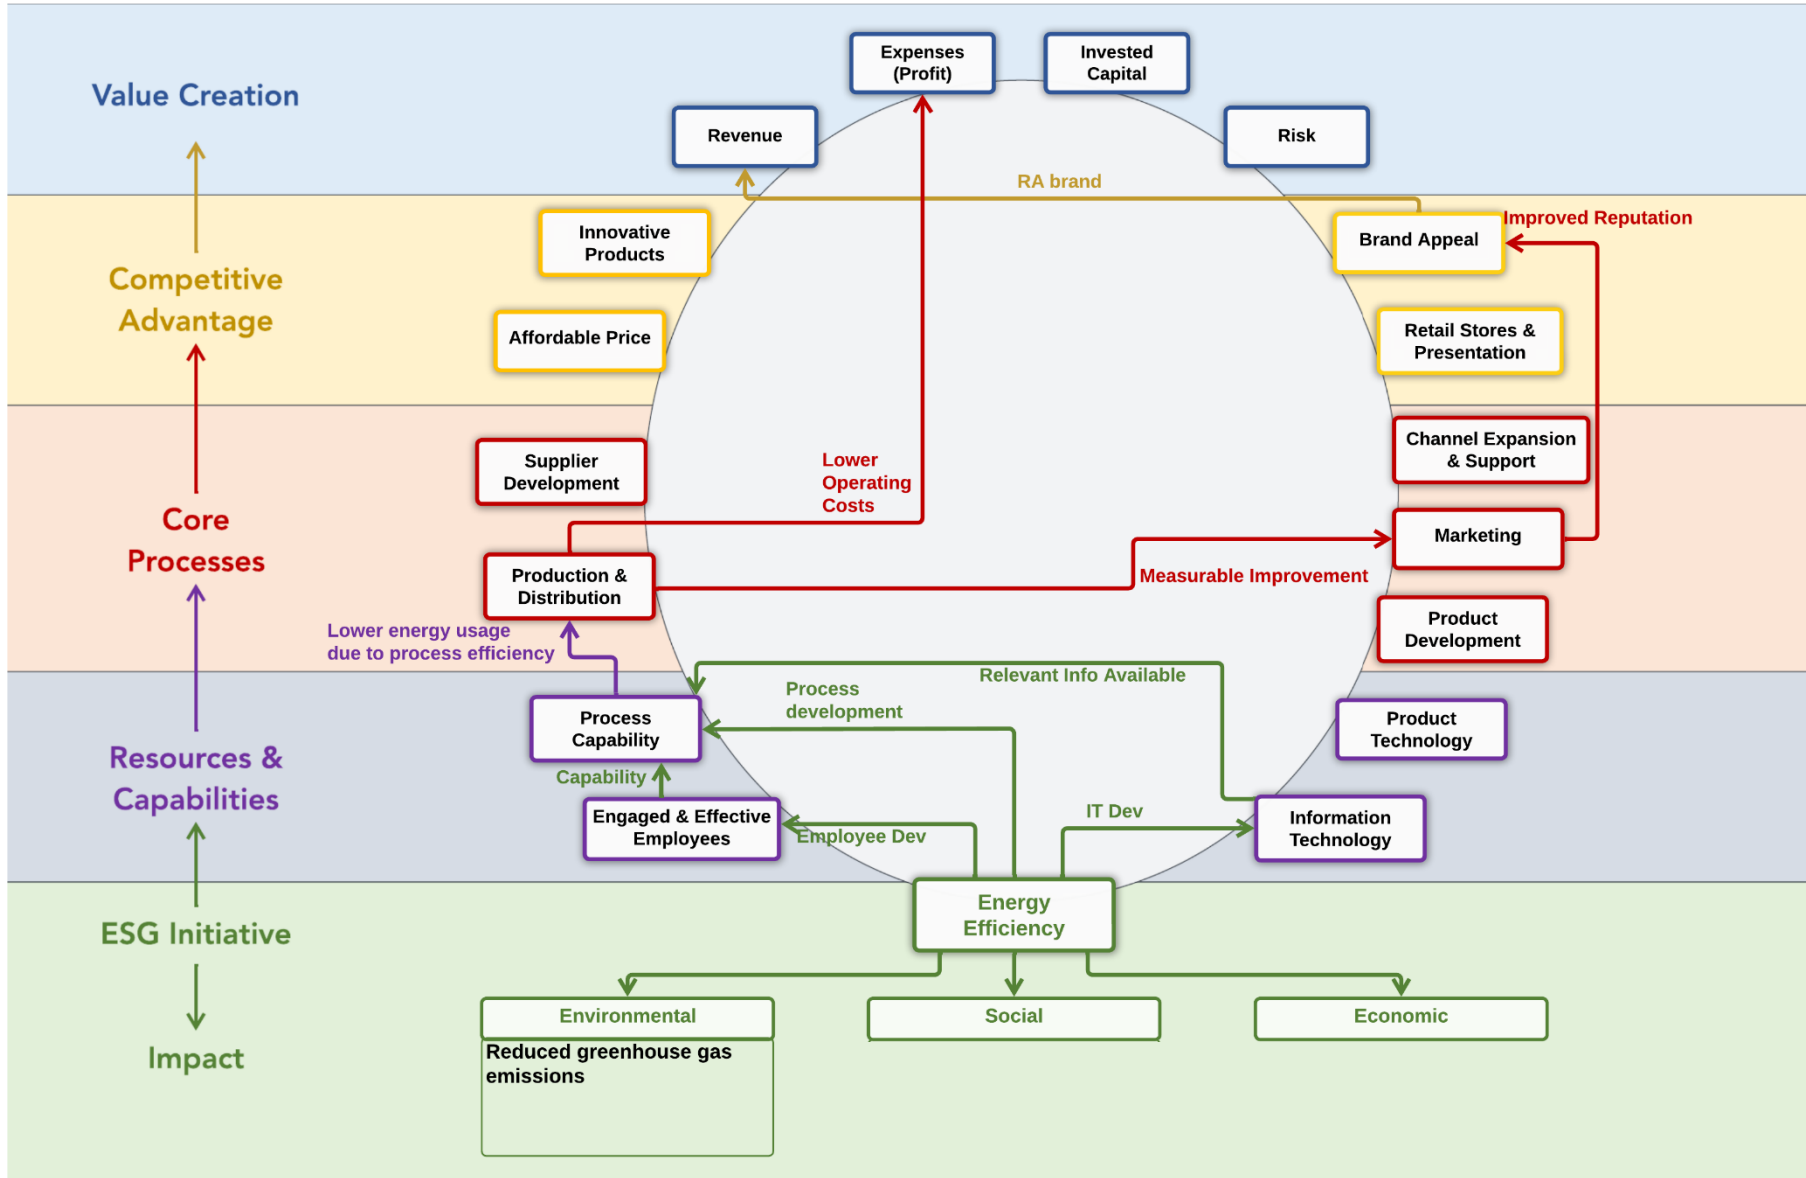 Expenses
(Profit)
Invested
Capital
Value Creation
Revenue
Risk
RA brand
Improved Reputation
Innovative
Products
Brand Appeal
Competitive
Advantage
Affordable Price
Retail Stores &
Presentation
Supplier
Development
Lower
Operating
Costs
Channel Expansion
& Support
Core
Processes
Marketing
Production &
Distribution
Measurable Improvement
Product
Development
Lower energy usage
due to process efficiency
Relevant Info Available
Process
development
Process
Capability
Product
Technology
Resources &
Capabilities
Capability
Engaged & Effective
Employees
Employee Dev
IT Dev
Information
Technology
ESG Initiative
Energy
Efficiency
Environmental
Social
Economic
Impact
Reduced greenhouse gas
emissions